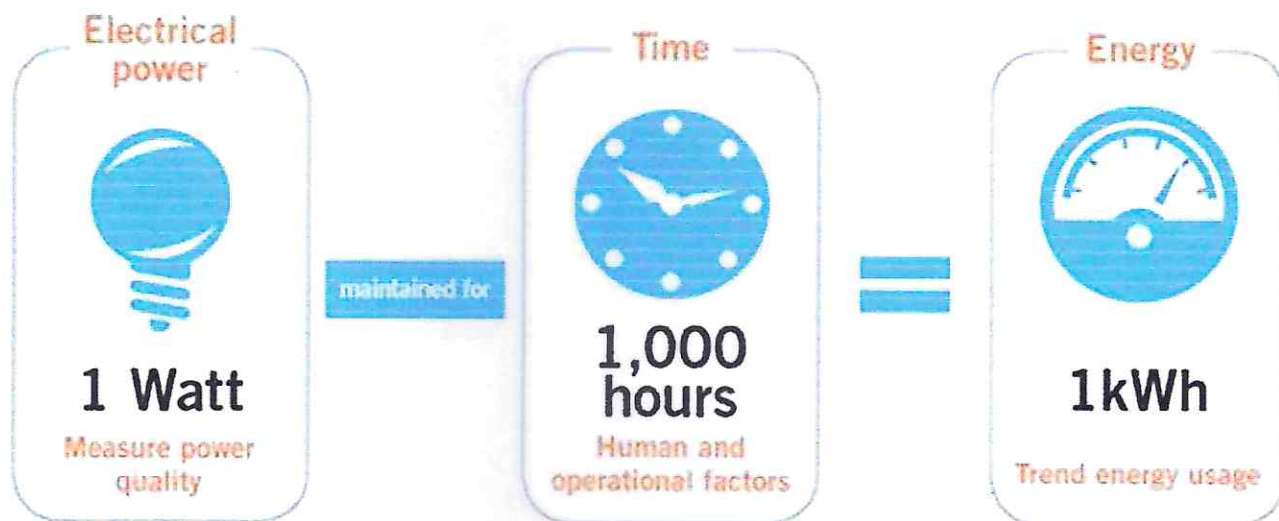 Electrical
power
1 Watt
Measure power
quality
maintained for
Time
1,000
hours
Human and
operational factors
Energy
1kWh
Trend energy usage